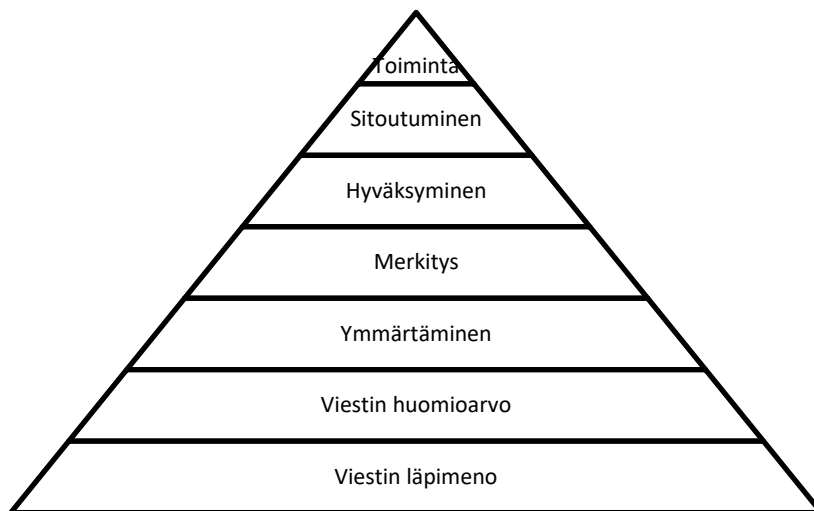 Toiminta
Sitoutuminen
Hyväksyminen
Merkitys
Ymmärtäminen
Viestin huomioarvo
Viestin läpimeno